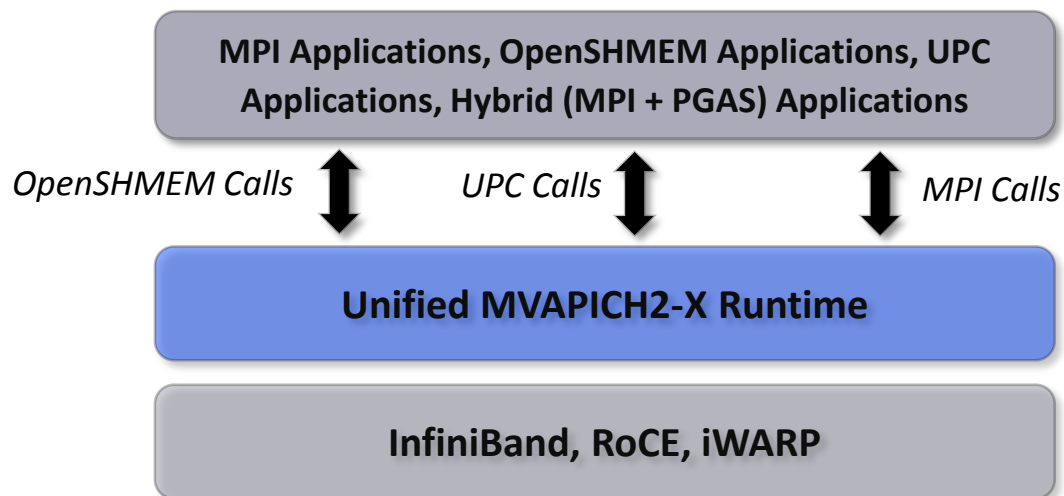 MPI Applications, OpenSHMEM Applications, UPC
Applications, Hybrid (MPI + PGAS) Applications
OpenSHMEM Calls
UPC Calls
MPI Calls
Unified MVAPICH2-X Runtime
InfiniBand, RoCE, iWARP